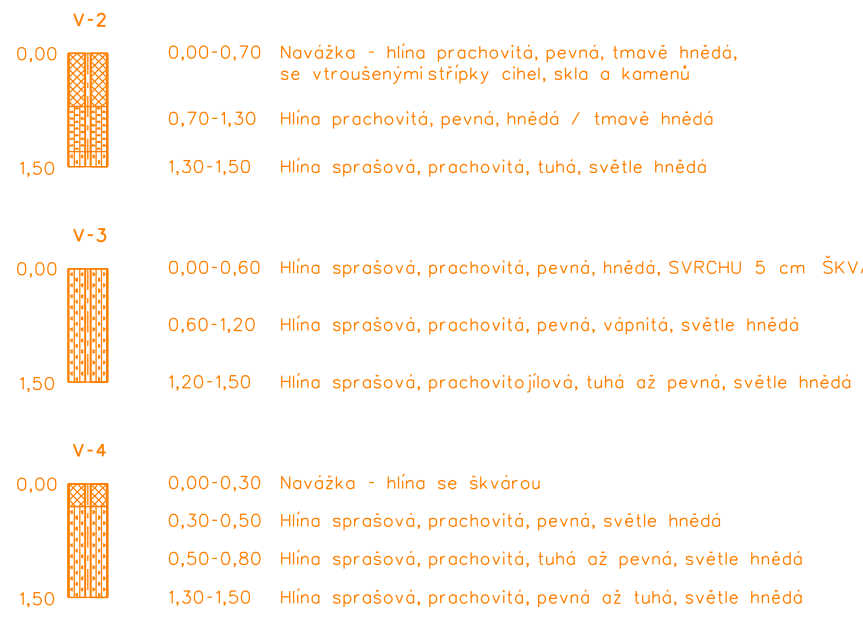 V-2
0,00 0,00-0,70 Navážka - hlína prachovitá, pevná, tmavě hnědá,
se vtroušenými střípky cihel, skla a kamenů
0,70-1,30 Hlína prachovitá, pevná, hnědá / tmavě hnědá
1,50 1,30-1,50 Hlína sprašová, prachovitá, tuhá, světle hnědá
V-3
0,00 0,00-0,60 Hlína sprašová, prachovitá, pevná, hnědá, SVRCHU 5 cm
0,60-1,20 Hlína sprašová, prachovitá, pevná, vápnitá, světle hnědá
1,50 1,20-1,50 Hlína sprašová, prachovitojílová, tuhá až pevná, světle hnědá
V-4
0,00 0,00-0,30 Navážka - hlína se škvárou
0,30-0,50 Hlína sprašová, prachovitá, pevná, světle hnědá
0,50-0,80 Hlína sprašová, prachovitá, tuhá až pevná, světle hnědá
1,50 1,30-1,50 Hlína sprašová, prachovitá, pevná až tuhá, světle hnědá